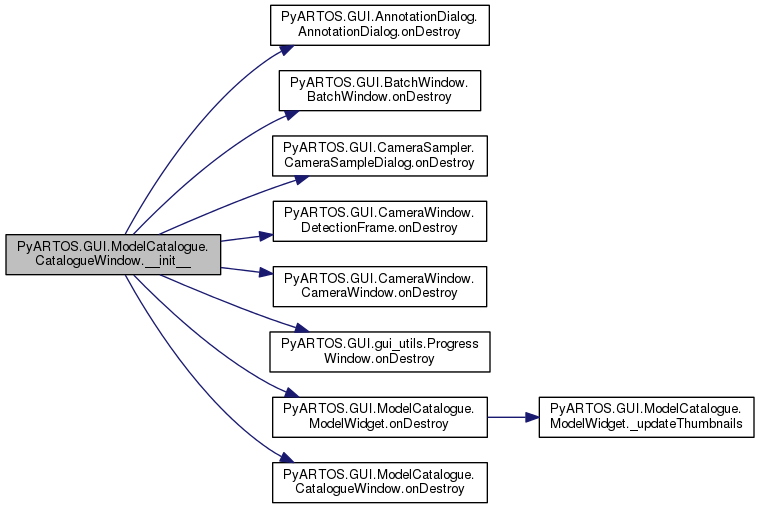 PyARTOS.GUI.AnnotationDialog.
AnnotationDialog.onDestroy
PyARTOS.GUI.BatchWindow.
BatchWindow.onDestroy
PyARTOS.GUI.CameraSampler.
CameraSampleDialog.onDestroy
PyARTOS.GUI.CameraWindow.
DetectionFrame.onDestroy
PyARTOS.GUI.ModelCatalogue.
CatalogueWindow.__init__
PyARTOS.GUI.CameraWindow.
CameraWindow.onDestroy
PyARTOS.GUI.gui_utils.Progress
Window.onDestroy
PyARTOS.GUI.ModelCatalogue.
ModelWidget.onDestroy
PyARTOS.GUI.ModelCatalogue.
ModelWidget._updateThumbnails
PyARTOS.GUI.ModelCatalogue.
CatalogueWindow.onDestroy